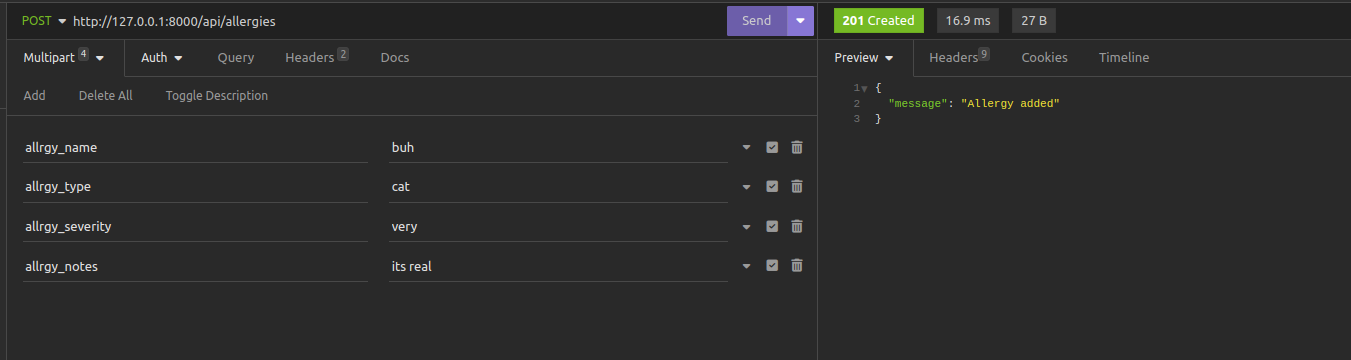 POST http://127.0.0.1:8000/api/allergies Send 201 Created 16.9 ms 27 B
Multipart 4 Auth Query Headers 2 Docs Preview Headers 9 Cookies Timeline
Add Delete All Toggle Description
1 {
2 "message": "Allergy added"
3 }
allrgy_name buh
allrgy_type cat
allrgy_severity very
allrgy_notes its real